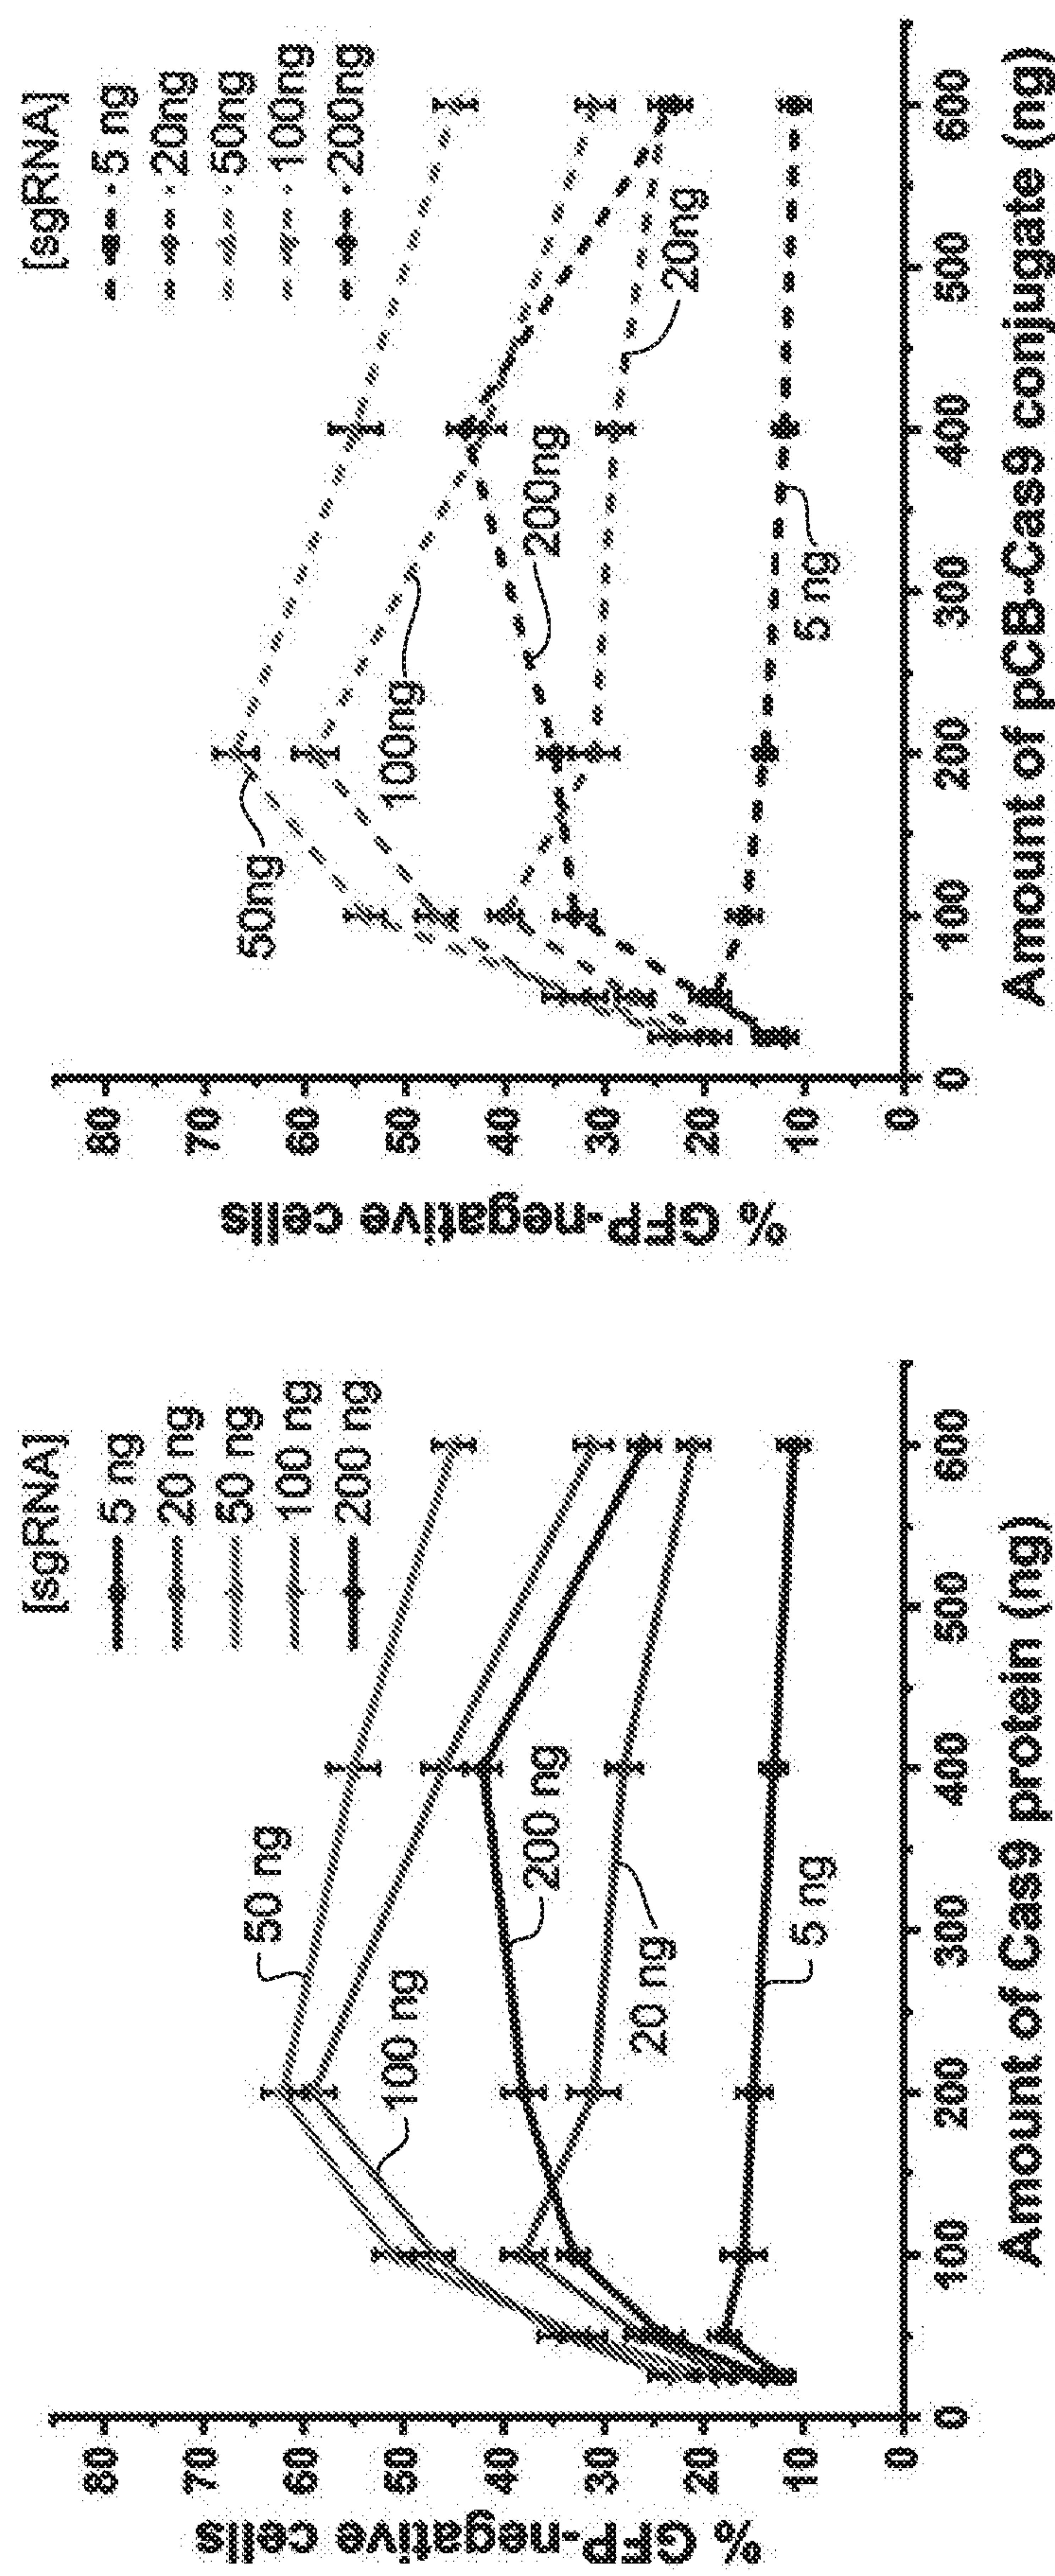 % GFP-negative cells
80
70
60
50
40
30
20
10
0
[sgRNA]
5 ng
20 ng
50 ng
100 ng
200 ng
50 ng
100 ng
200 ng
20 ng
5 ng
0
100
200
300
400
500
600
Amount of Cas9 protein (ng)
% GFP-negative cells
80
70
60
50
40
30
20
10
0
[sgRNA]
5 ng
20ng
50ng
100ng
200ng
50ng
100ng
200ng
20ng
5 ng
0
100
200
300
400
500
600
Amount of pCB-Cas9 conjugate (ng)